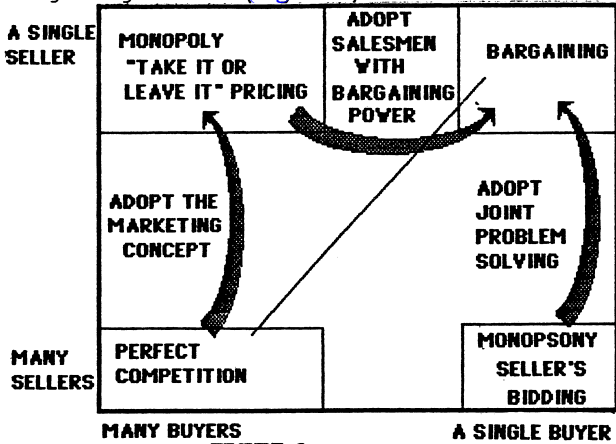 A SINGLE
SELLER
MONOPOLY
"TAKE IT OR
LEAVE IT" PRICING
ADOPT
SALESMEN
WITH
BARGAINING
POWER
BARGAINING
ADOPT THE
MARKETING
CONCEPT
ADOPT
JOINT
PROBLEM
SOLVING
MANY
SELLERS
PERFECT
COMPETITION
MONOPSONY
SELLER'S
BIDDING
MANY BUYERS
A SINGLE BUYER